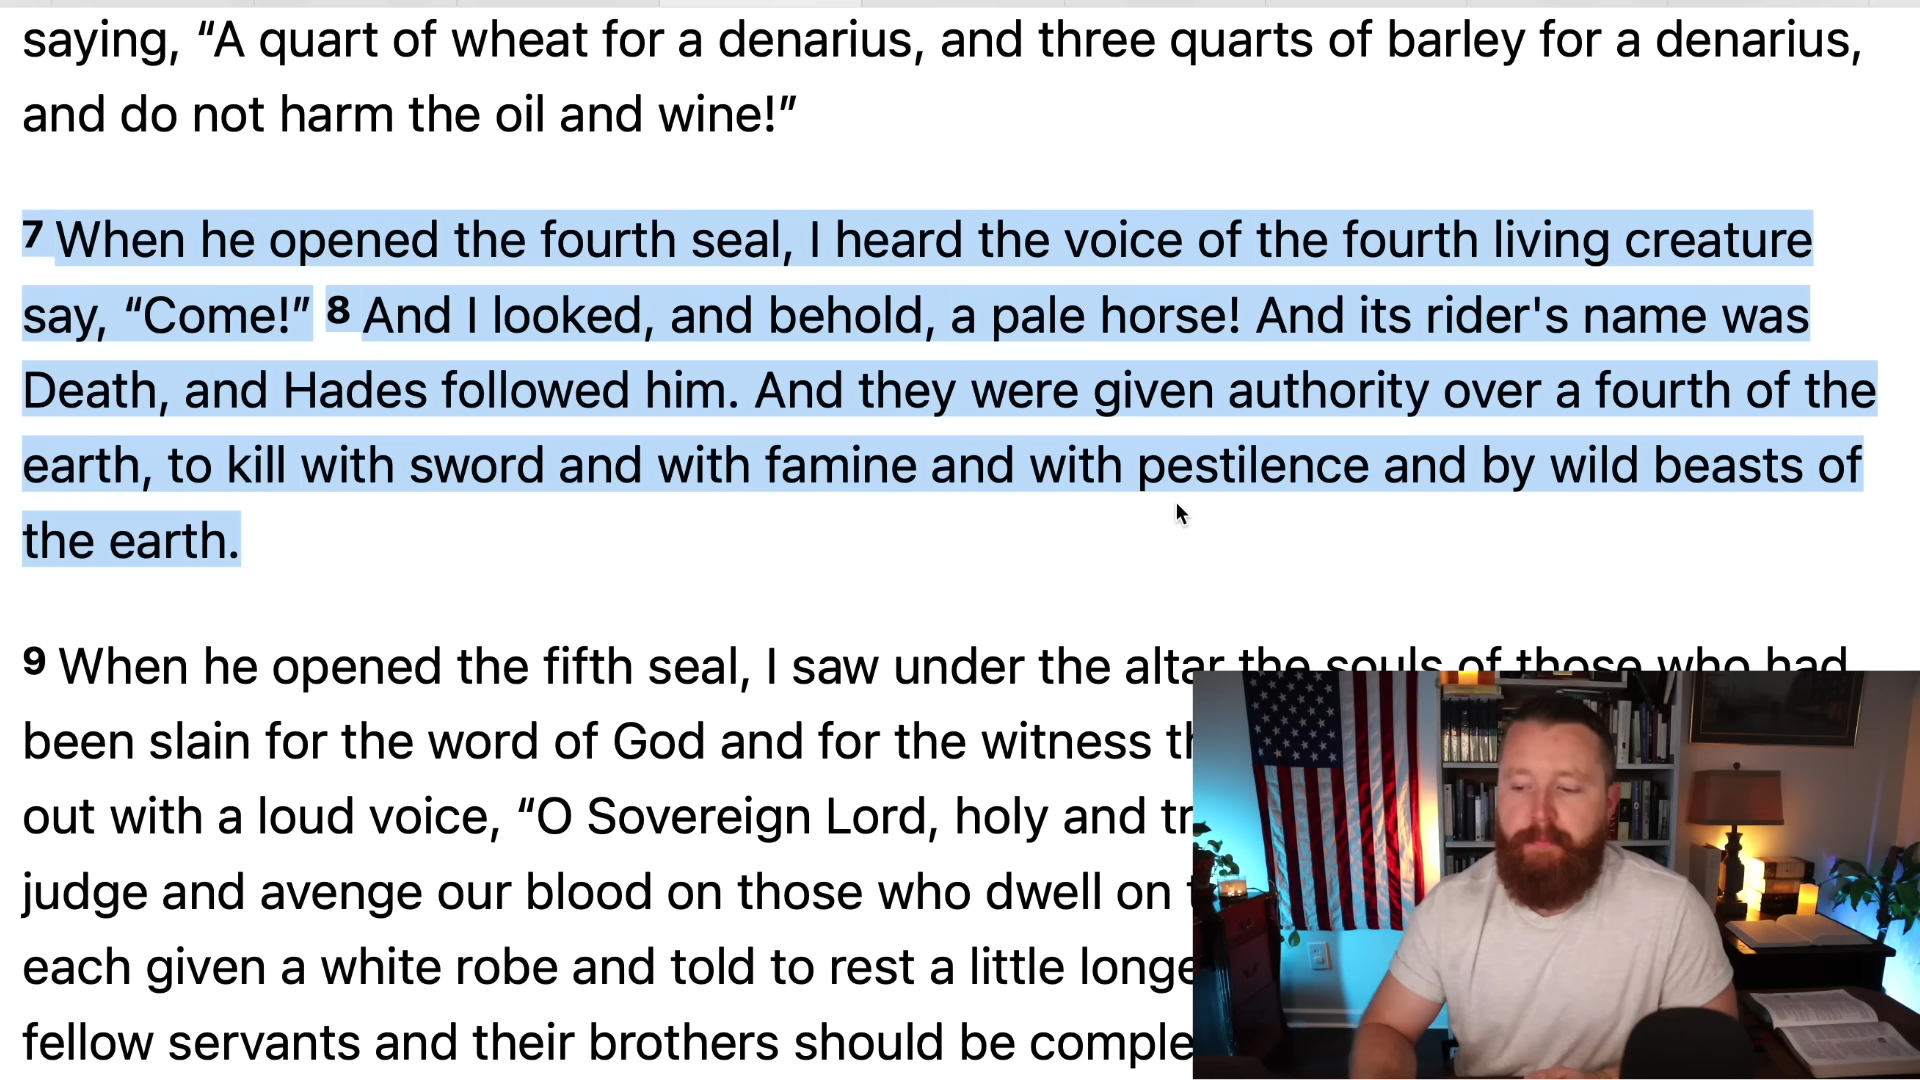 saying, “A quart of wheat for a denarius, and three quarts of barley for a denarius,
and do not harm the oil and wine!”
7 When he opened the fourth seal, I heard the voice of the fourth living creature
say, “Come!” 8 And I looked, and behold, a pale horse! And its rider's name was
Death, and Hades followed him. And they were given authority over a fourth of the
earth, to kill with sword and with famine and with pestilence and by wild beasts of
the earth.
9 When he opened the fifth seal, I saw under the altar the souls of those who had
been slain for the word of God and for the witness
out with a loud voice, “O Sovereign Lord, holy and
judge and avenge our blood on those who dwell on
each given a white robe and told to rest a little
fellow servants and their brothers should be